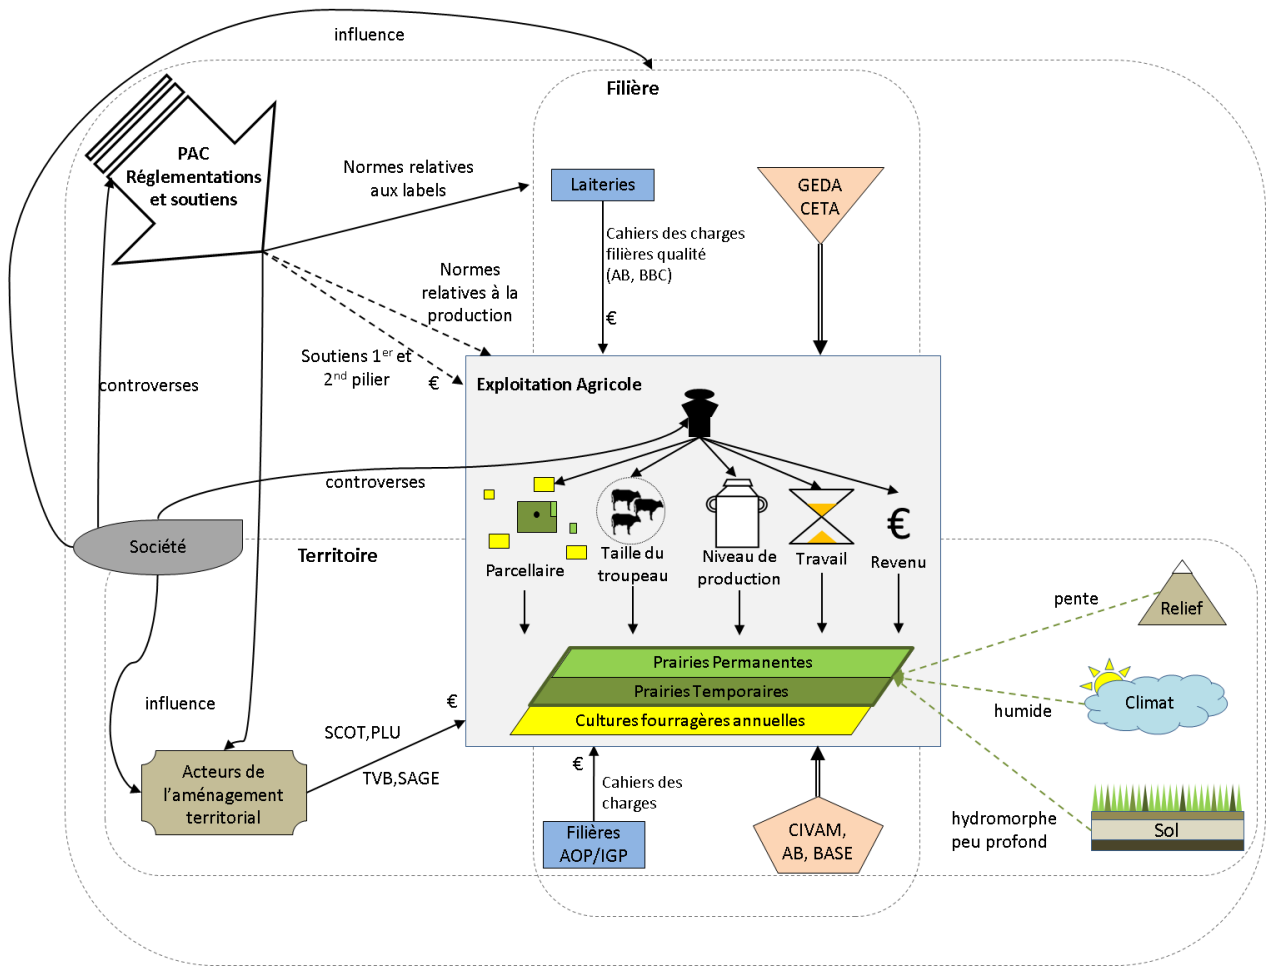 influence
Filière
PAC
Réglementations
et soutiens
Normes relatives
aux labels
Laiteries
GEDA
CETA
Cahiers des charges
filières qualité
(AB, BBC)
€
Normes
relatives à la
production
Soutiens 1er et
2nd pilier
€
controverses
Exploitation Agricole
controverses
Société
Territoire
Parcellaire
Taille du
troupeau
Niveau de
production
Travail
€
Revenu
pente
Relief
Prairies Permanentes
Prairies Temporaires
Cultures fourragères annuelles
humide
Climat
influence
€
SCOT,PLU
TVB,SAGE
Acteurs de
l’aménagement
territorial
€
Cahiers des
charges
Filières
AOP/IGP
CIVAM,
AB, BASE
hydromorphe
peu profond
Sol